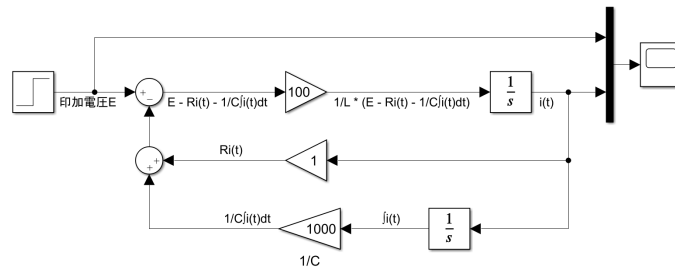 印加電圧E
+
−
E - Ri(t) - 1/C∫i(t)dt
100
1/L * (E - Ri(t) - 1/C∫i(t)dt)
1
s
i(t)
+
+
Ri(t)
1
1/C∫i(t)dt
1000
1/C
∫i(t)
1
s